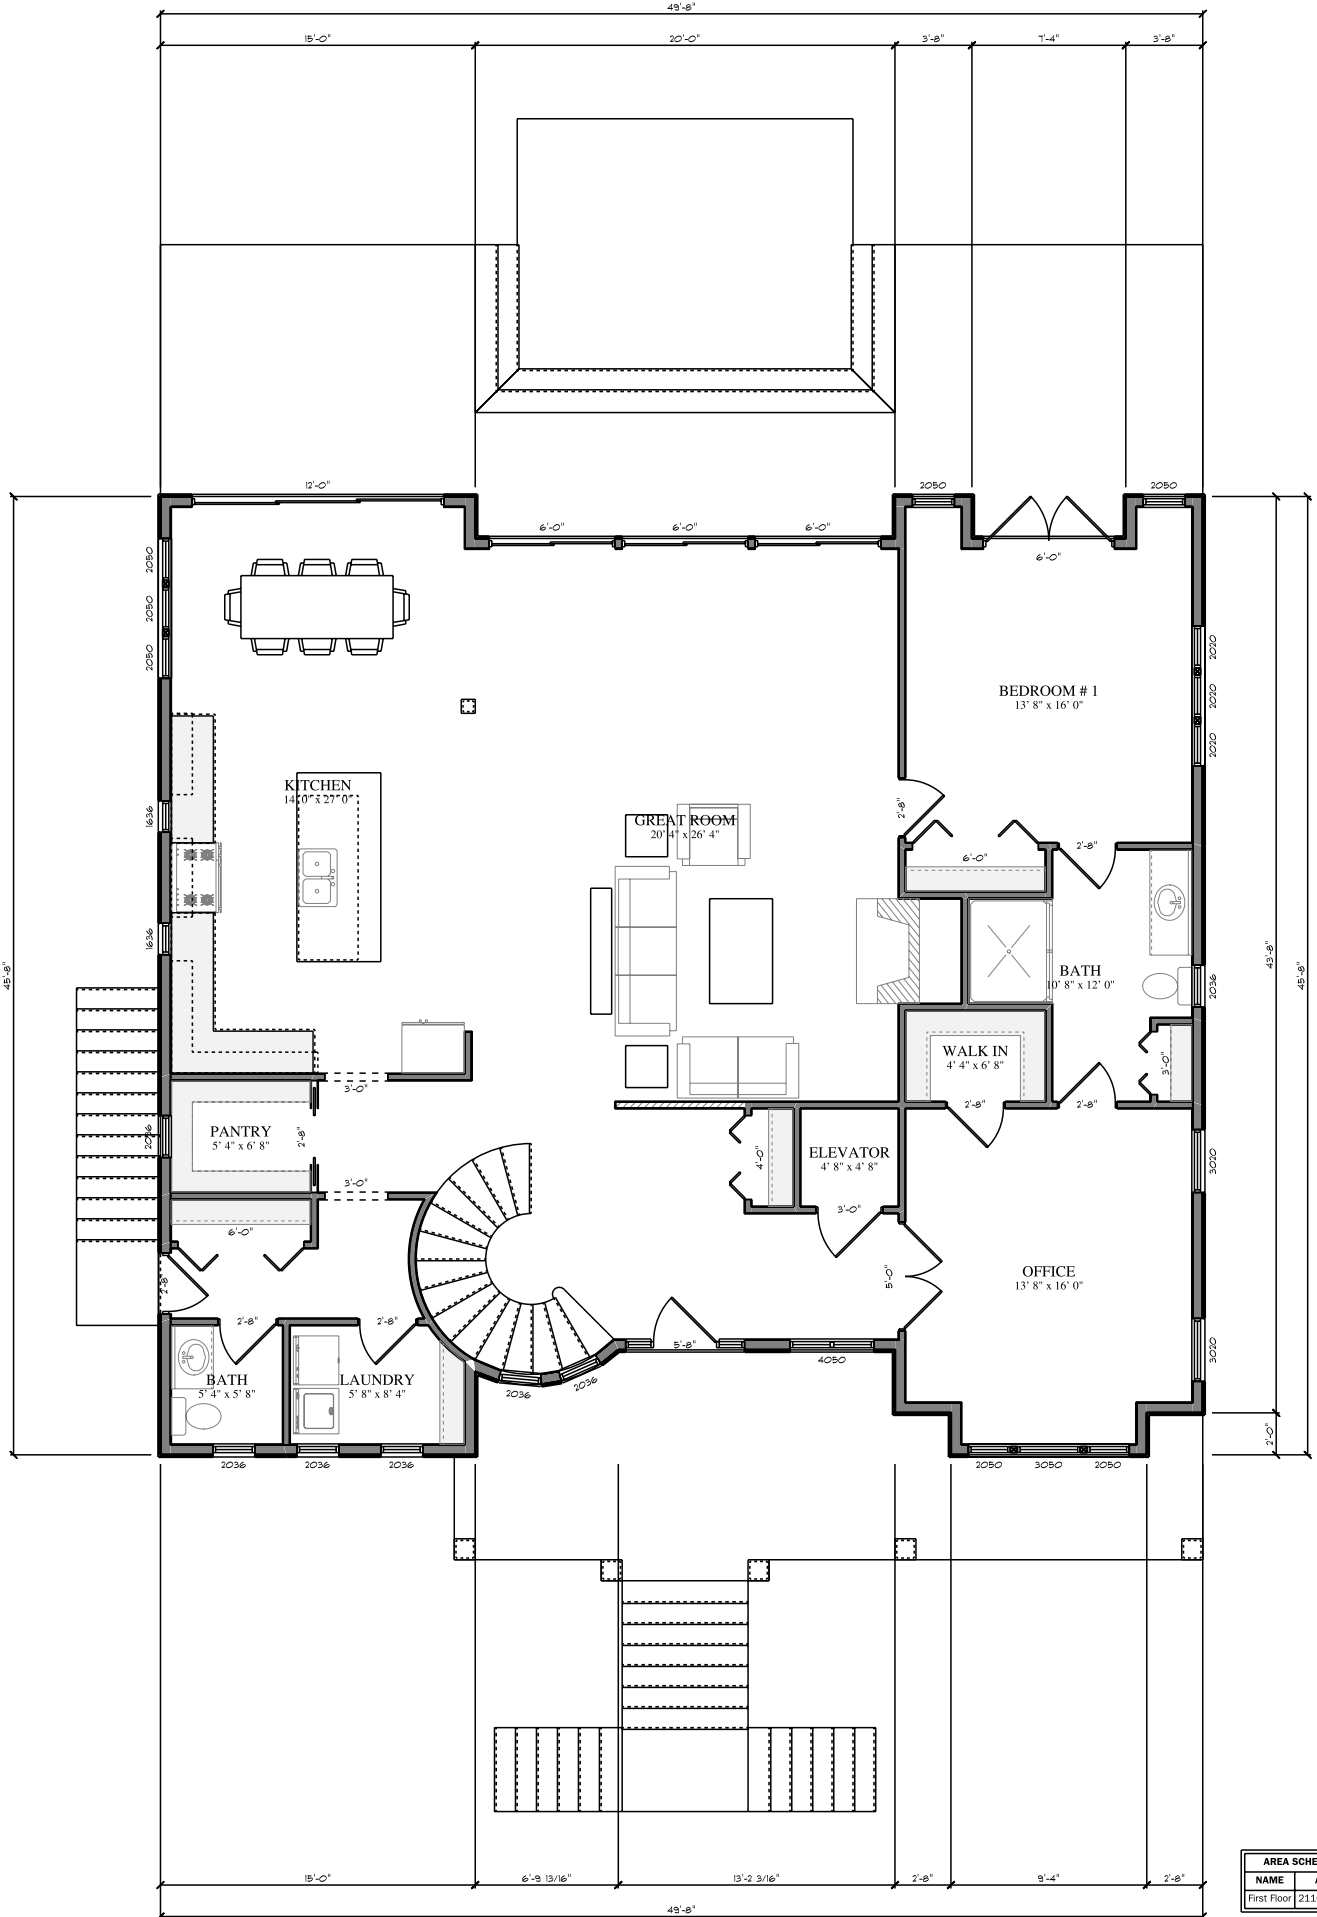 49'-8"
15'-0"
20'-0"
3'-8"
7'-4"
3'-8"
12'-0"
2050
2050
6'-0"
6'-0"
6'-0"
6'-0"
2050
2050
2050
2020
2020
2020
BEDROOM # 1
13' 8" x 16' 0"
KITCHEN
14' 0" x 27' 0"
GREAT ROOM
20' 4" x 26' 4"
1636
1636
2'-8"
6'-0"
2'-8"
45'-8"
43'-8"
45'-8"
BATH
10' 8" x 12' 0"
2036
WALK IN
4' 4" x 6' 8"
3'-0"
3'-0"
2'-8"
2'-8"
PANTRY
5' 4" x 6' 8"
2036
2'-8"
4'-0"
ELEVATOR
4' 8" x 4' 8"
3020
3'-0"
3'-0"
6'-0"
5'-0"
OFFICE
13' 8" x 16' 0"
2'-8"
2'-8"
2'-8"
5'-8"
4050
3020
BATH
5' 4" x 5' 8"
LAUNDRY
5' 8" x 8' 4"
2036
2036
2'-0"
2036
2036
2036
2050
3050
2050
15'-0"
6'-9 13/16"
13'-2 3/16"
2'-8"
9'-4"
2'-8"
49'-8"
AREA SCHE
NAME
First Floor
211